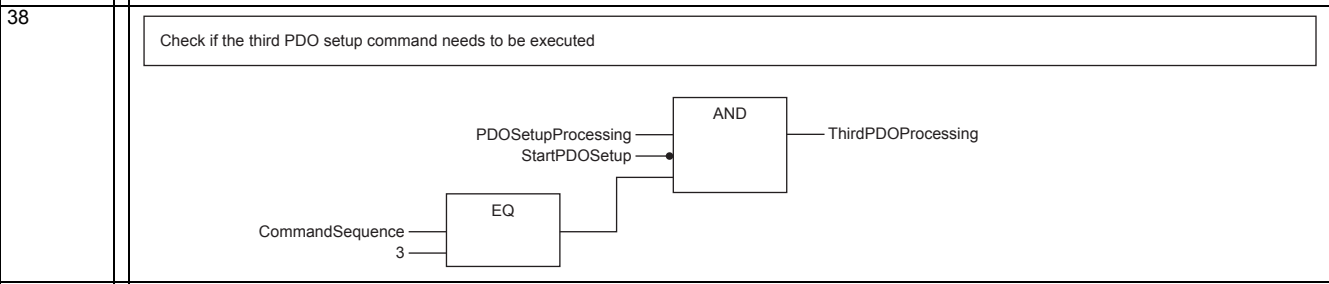 38
Check if the third PDO setup command needs to be executed
AND
PDOSetupProcessing
ThirdPDOProcessing
StartPDOSetup
EQ
CommandSequence
3